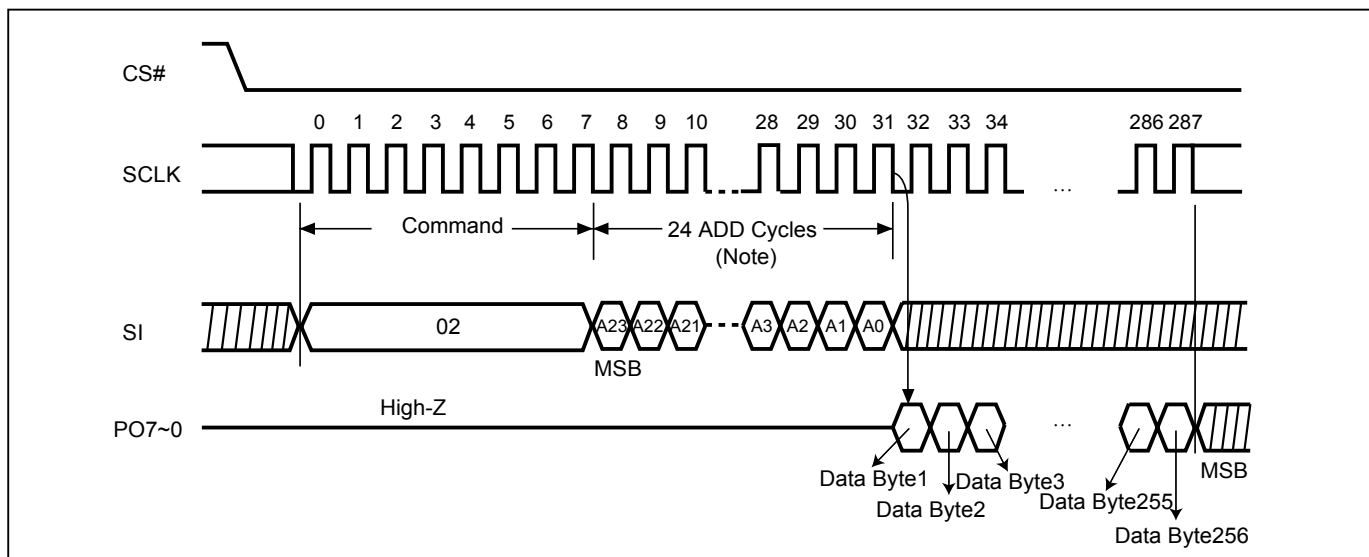 CS#
0 1 2 3 4 5 6 7 8 9 10 28 29 30 31 32 33 34 286 287
SCLK
...
Command
24 ADD Cycles
(Note)
SI
02
A23 A22 A21 A3 A2 A1 A0
MSB
High-Z
PO7~0
...
Data Byte1
Data Byte2
Data Byte3
Data Byte255
Data Byte256
MSB